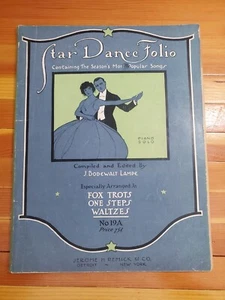 Star Dance Folio
Containing The Season's Most Popular Songs
PIANO
SOLO
Compiled and Edited By
J. BODEWALT LAMPE
Especially Arranged as
FOX TROTS
ONE STEPS
WALTZES
No 19A
JEROME H. REMICK & CO.
DETROIT NEW YORK